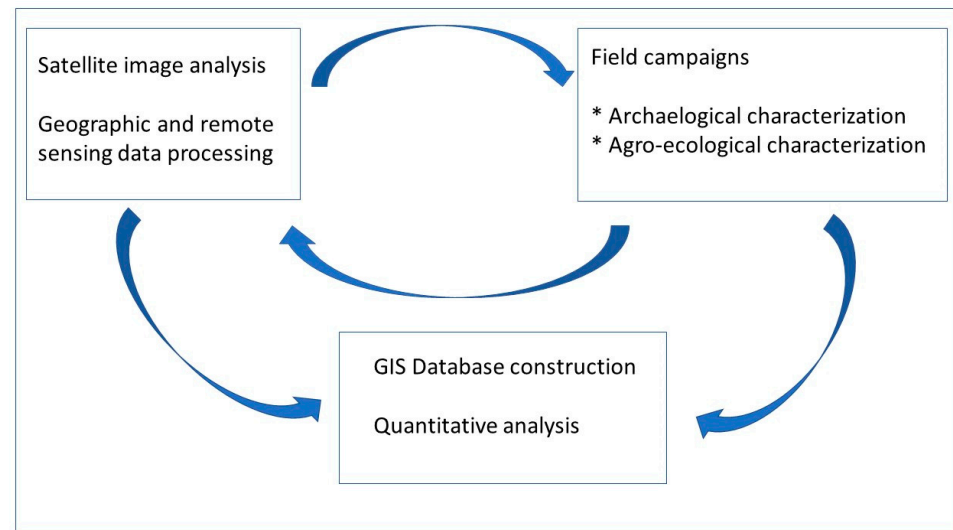 Satellite image analysis
Geographic and remote
sensing data processing
Field campaigns
* Archaelogical characterization
* Agro-ecological characterization
GIS Database construction
Quantitative analysis